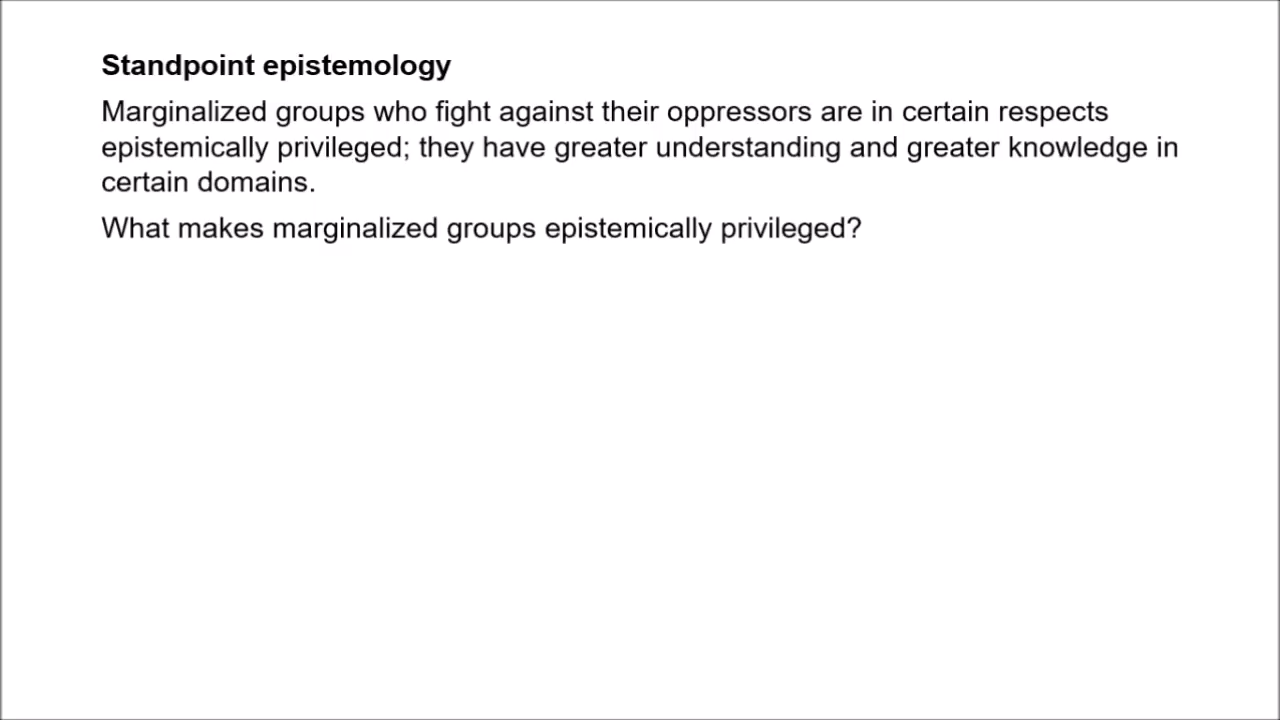 Standpoint epistemology
Marginalized groups who fight against their oppressors are in certain respects
epistemically privileged; they have greater understanding and greater knowledge in
certain domains.
What makes marginalized groups epistemically privileged?